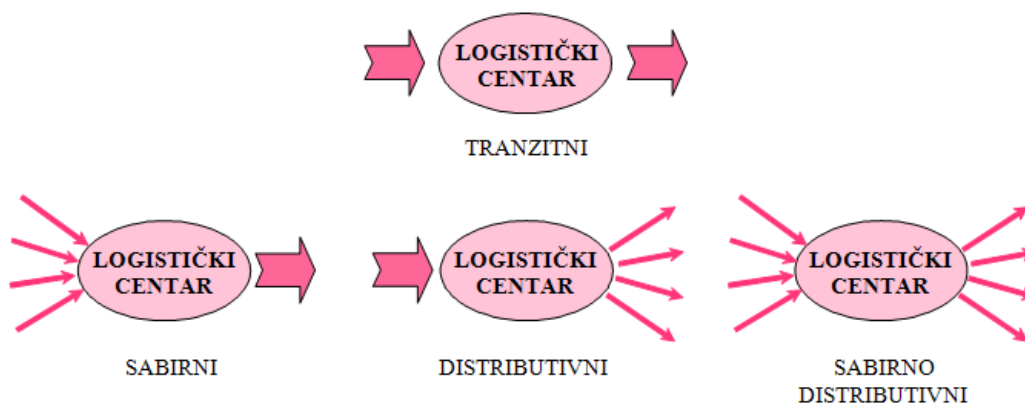 LOGISTIČKI
CENTAR
TRANZITNI
LOGISTIČKI
CENTAR
SABIRNI
LOGISTIČKI
CENTAR
DISTRIBUTIVNI
LOGISTIČKI
CENTAR
SABIRNO
DISTRIBUTIVNI